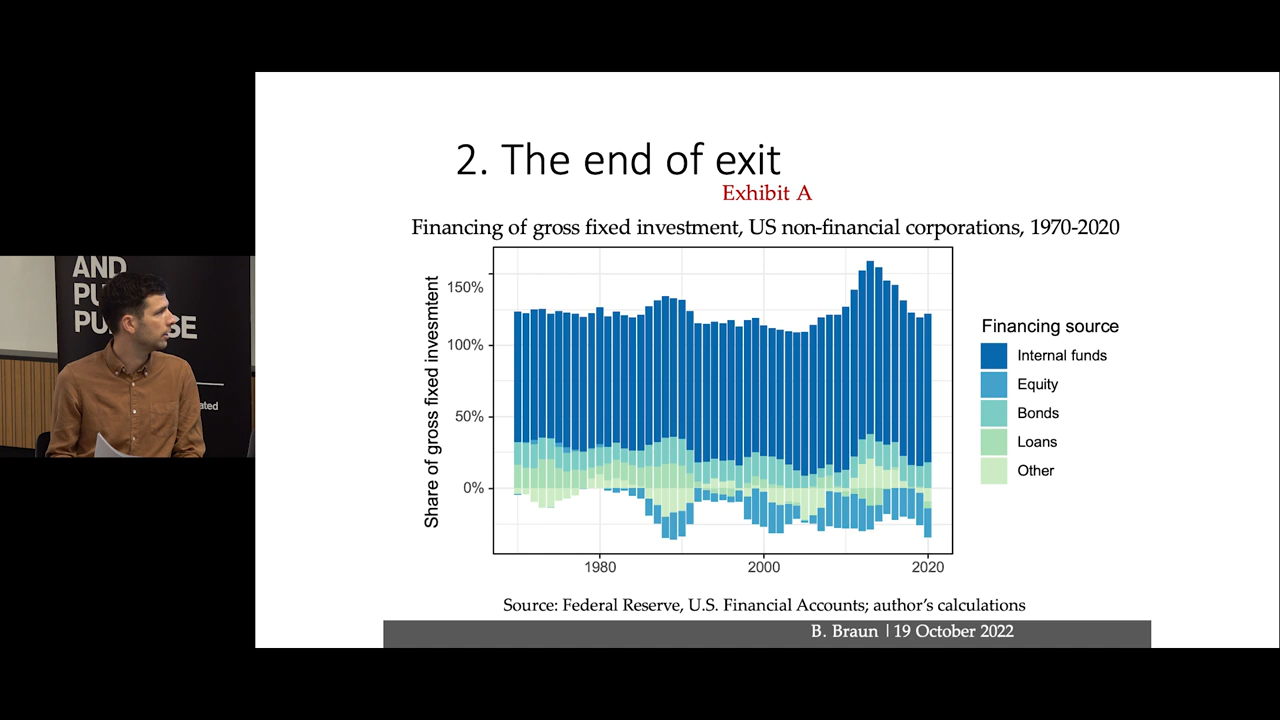 AND
PU
PU SE
ated
2. The end of exit
Exhibit A
Financing of gross fixed investment, US non-financial corporations, 1970-2020
Share of gross fixed invesmtent
150%
100%
50%
0%
1980 2000 2020
Financing source
Internal funds
Equity
Bonds
Loans
Other
Source: Federal Reserve, U.S. Financial Accounts; author's calculations
B. Braun | 19 October 2022